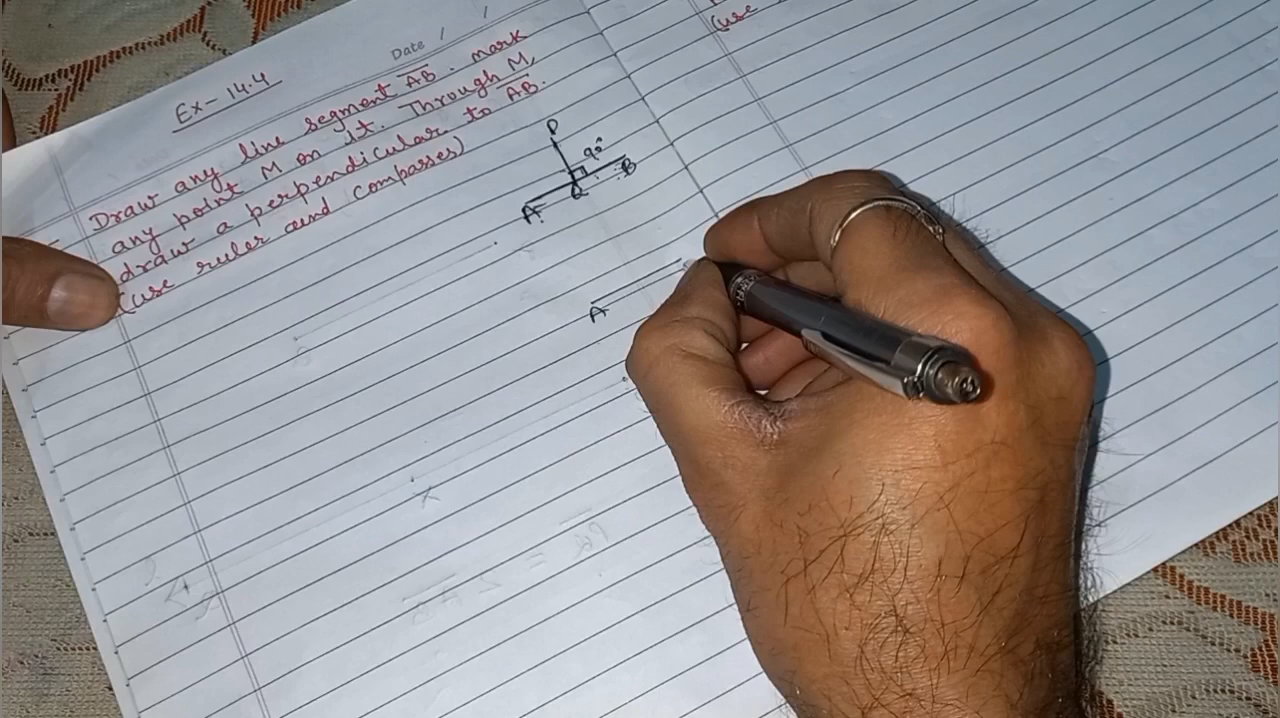 Date / /
Ex-14.4
Draw any line segment AB. mark
any point M on it. Through M,
draw a perpendicular to AB.
(use ruler and compasses)
(use
P
90°
A B
Q
A